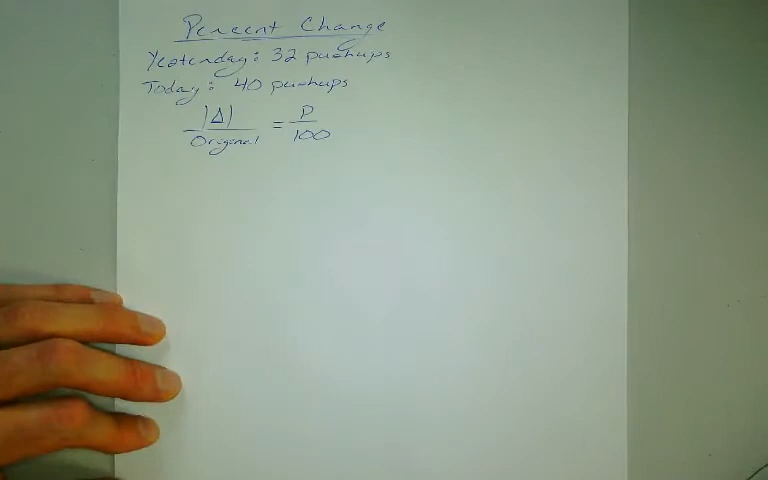 Percent Change
Yesterday: 32 pushups
Today: 40 pushups
|Δ| / Original = P / 100